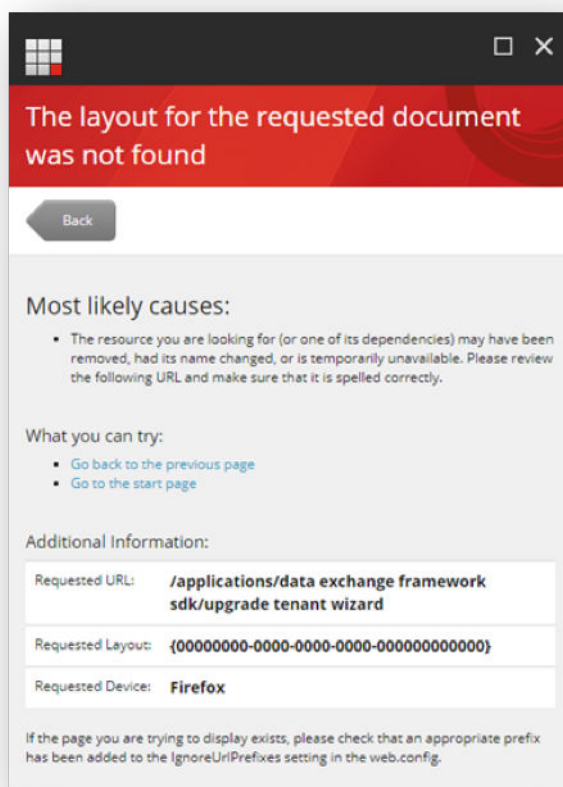 The layout for the requested document
was not found
Back
Most likely causes:
The resource you are looking for (or one of its dependencies) may have been
removed, had its name changed, or is temporarily unavailable. Please review
the following URL and make sure that it is spelled correctly.
What you can try:
Go back to the previous page
Go to the start page
Additional Information:
Requested URL: /applications/data exchange framework
sdk/upgrade tenant wizard
Requested Layout: {00000000-0000-0000-0000-000000000000}
Requested Device: Firefox
If the page you are trying to display exists, please check that an appropriate prefix
has been added to the IgnoreUrlPrefixes setting in the web.config.